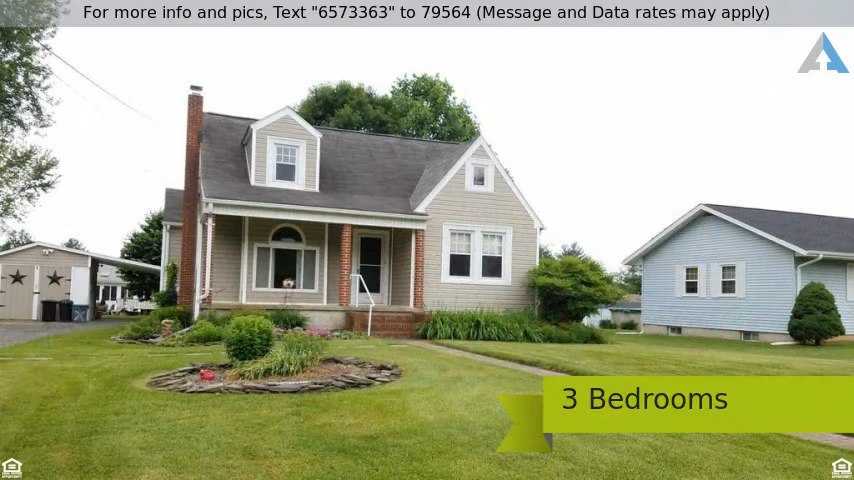 For more info and pics, Text "6573363" to 79564 (Message and Data rates may apply)
3 Bedrooms